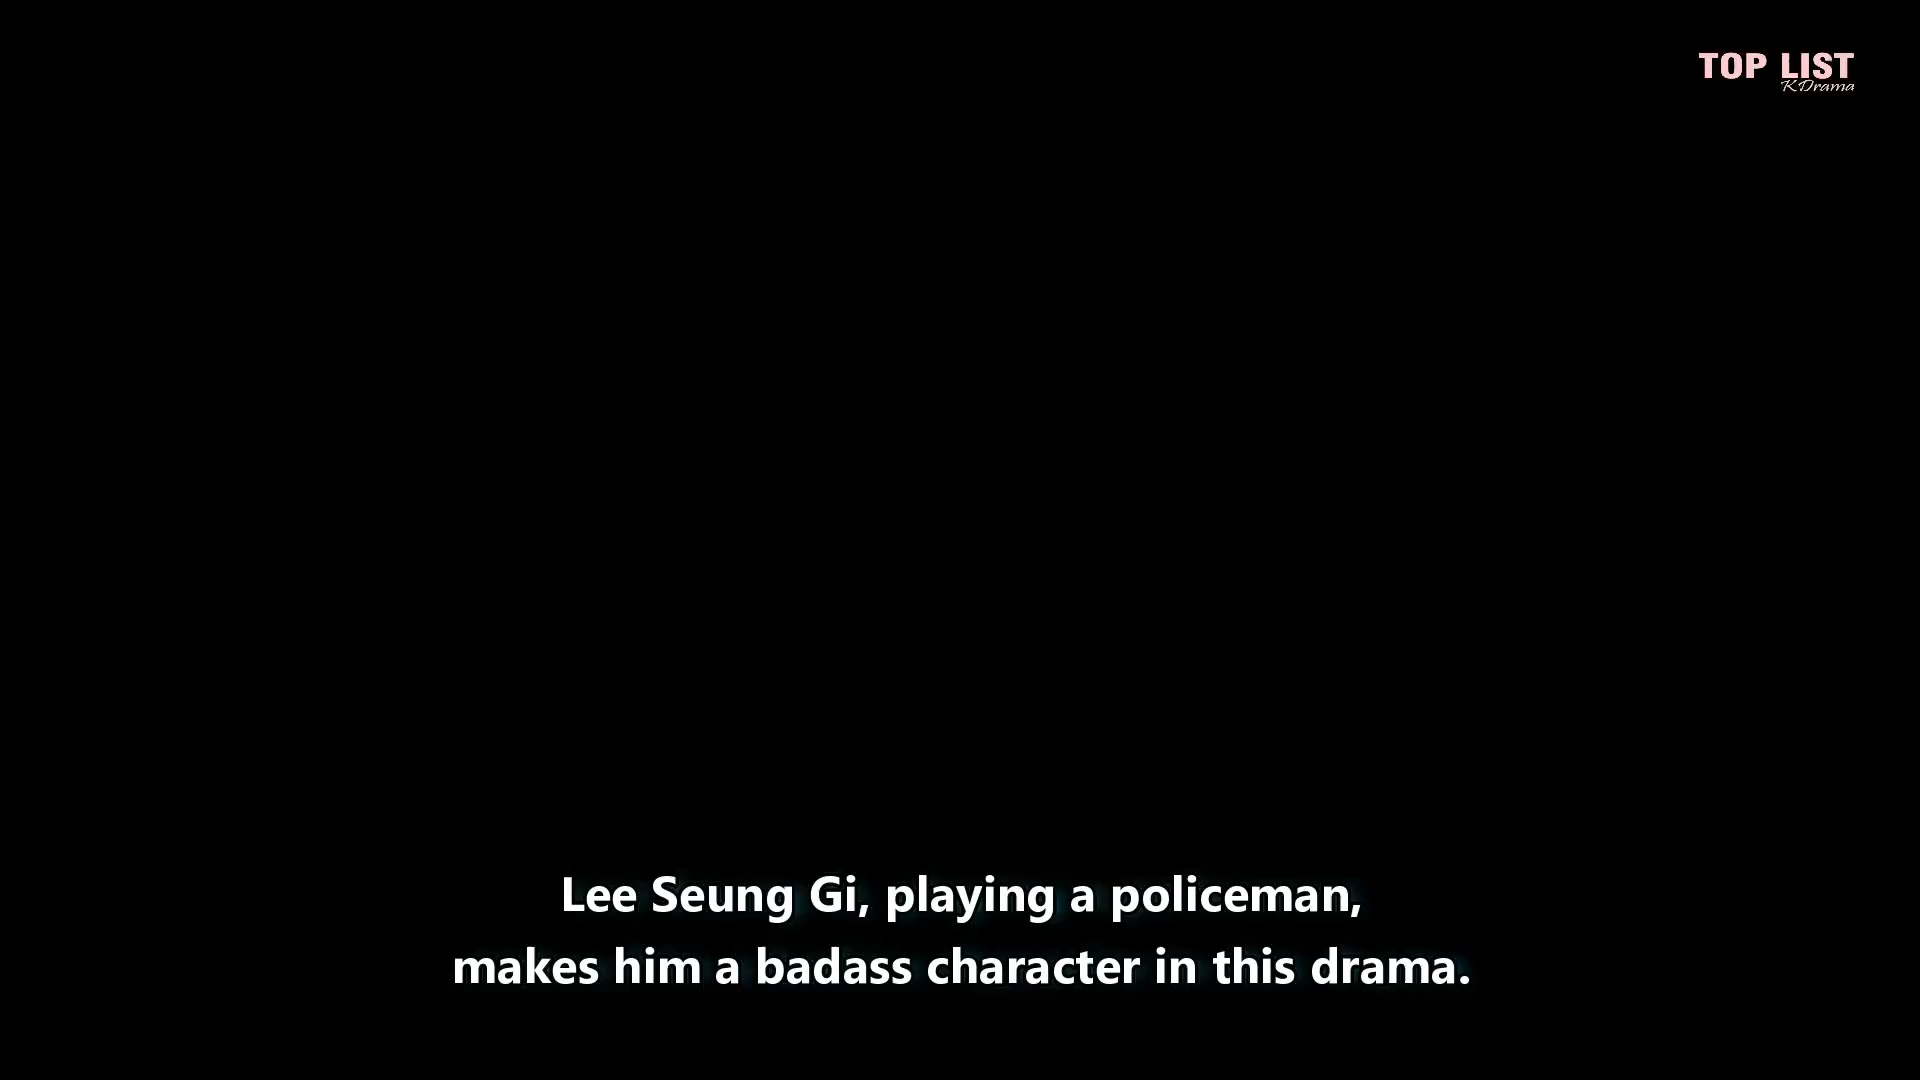 TOP LIST
KDrama
Lee Seung Gi, playing a policeman,
makes him a badass character in this drama.